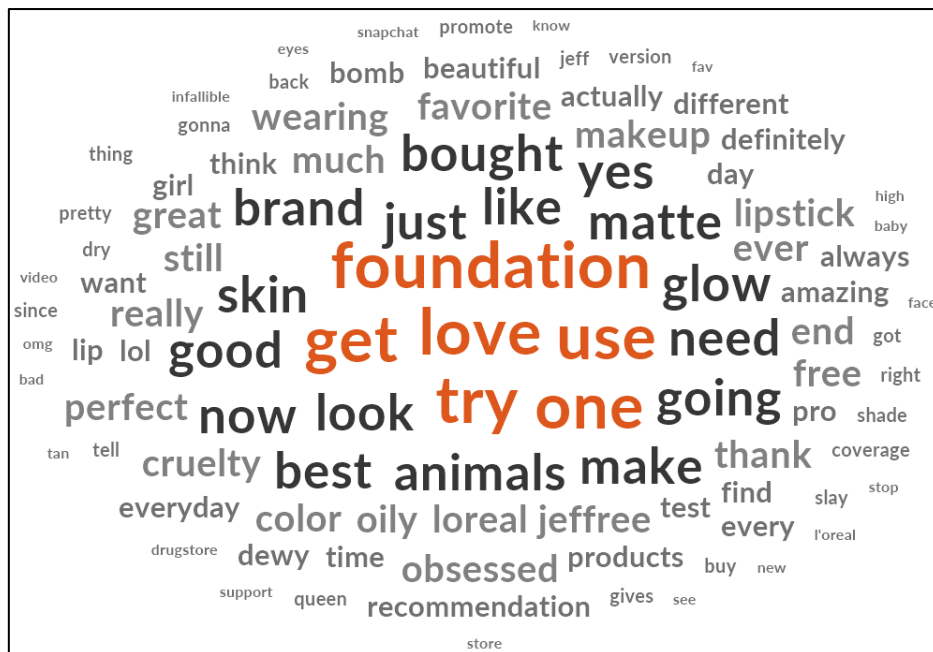 snapchat promote know
eyes jeff version
back bomb beautiful fav
infallible wearing favorite actually different
gonna makeup definitely
thing think much bought yes day
girl
pretty great brand just like matte lipstick high
baby
dry still foundation ever always
video want skin glow amazing face
since really
omg lip lol good get love use need end got
bad free right
perfect now look try one going pro shade
tan tell cruelty best animals make thank coverage
everyday color oily loreal jeffree test find slay stop
every l'oreal
drugstore dewy time obsessed products buy new
support queen recommendation gives see
store